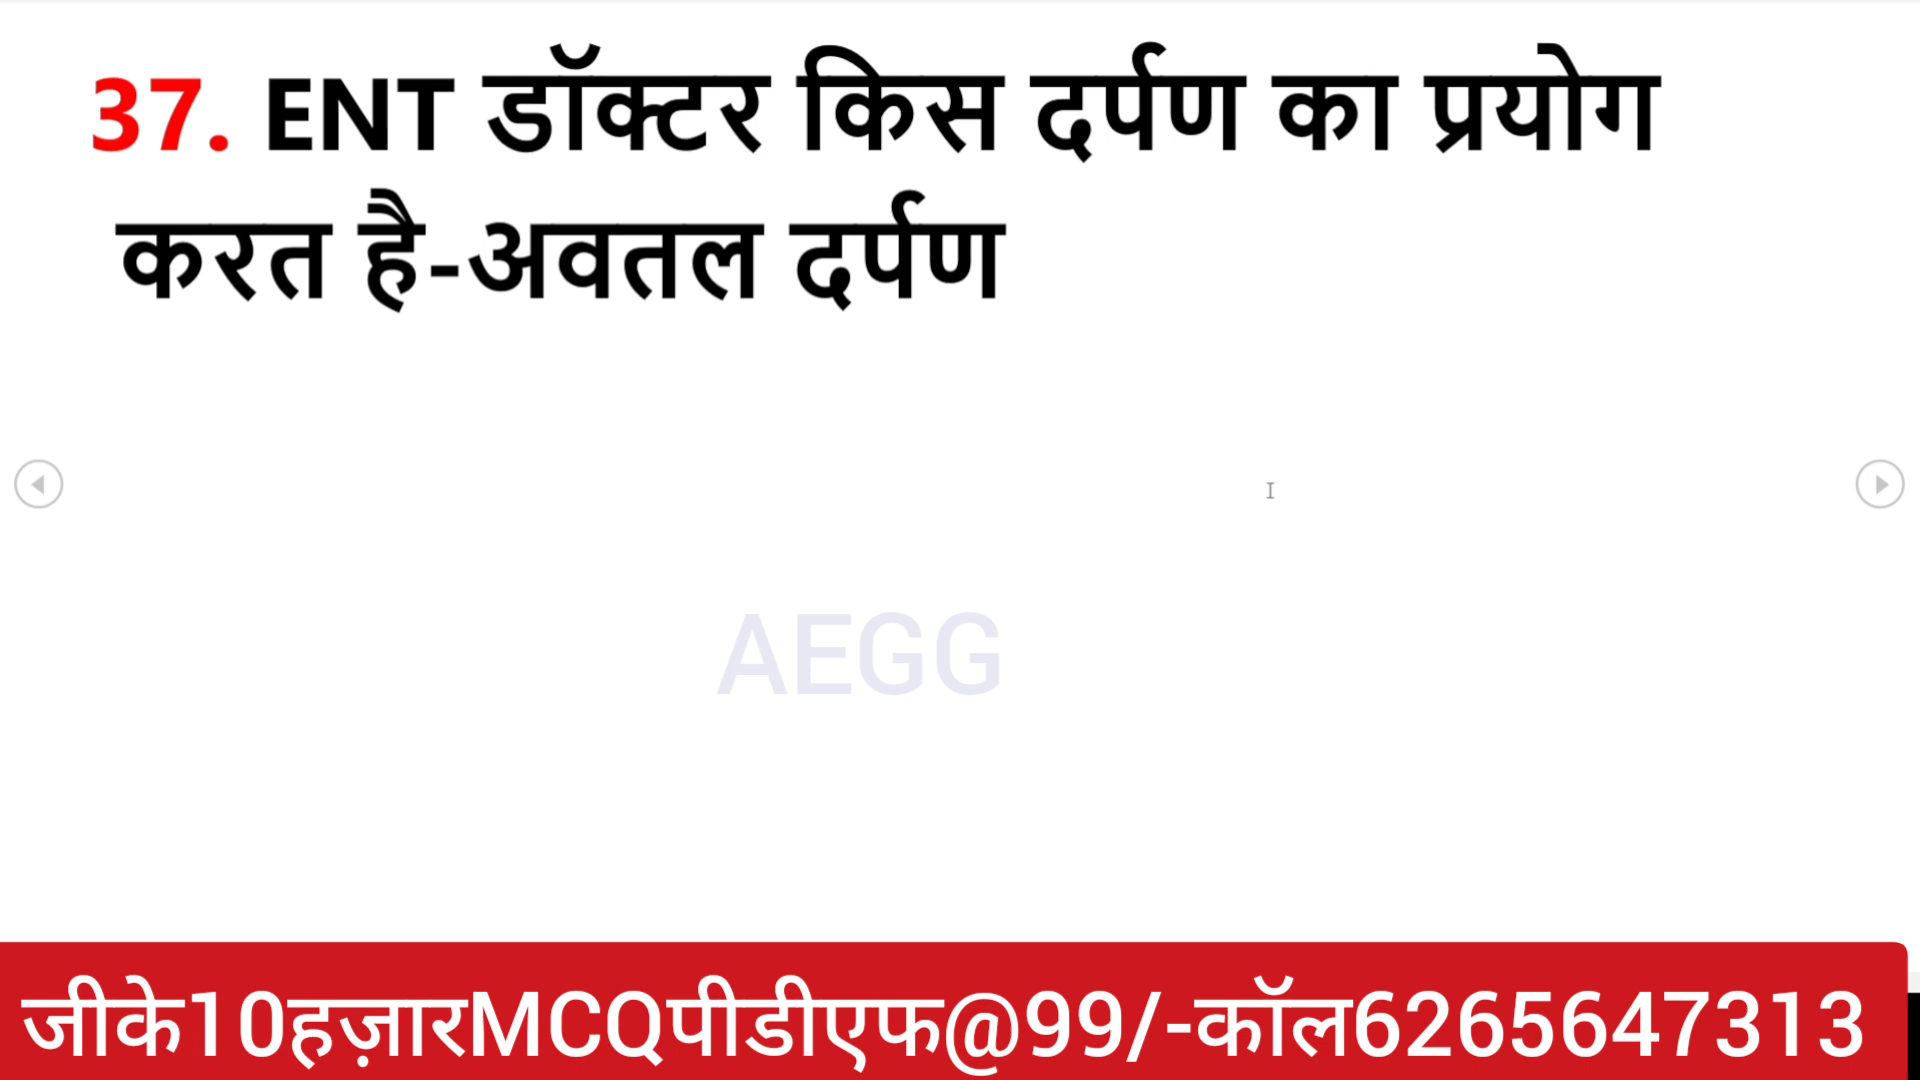 37. ENT डॉक्टर किस दर्पण का प्रयोग
करत है-अवतल दर्पण
AEGG
जीके10हज़ारMCQपीडीएफ@99/-कॉल6265647313